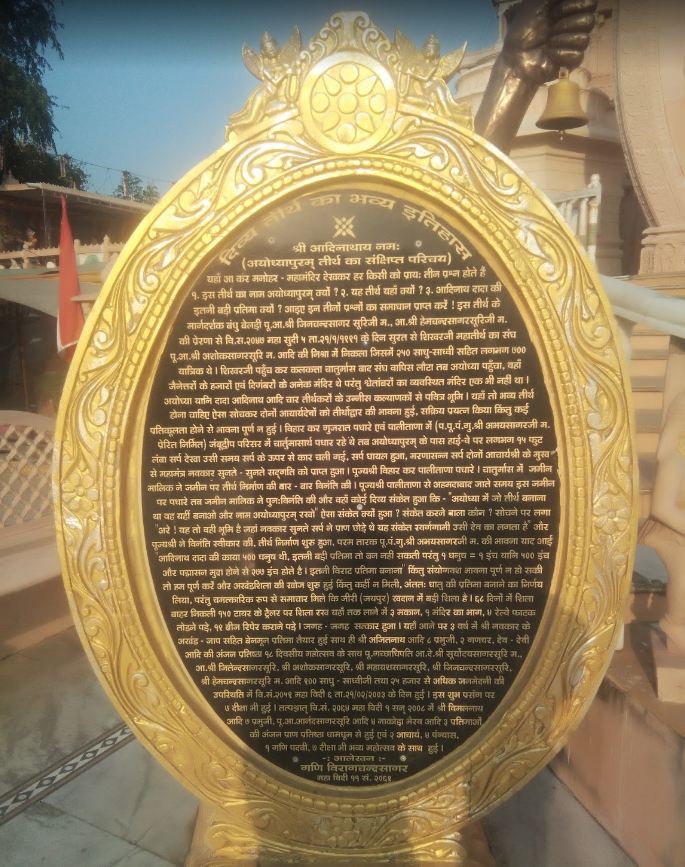 दिव्य तीर्थ का भव्य इतिहास
श्री आदिनाथाय नमः
(अयोध्यापुरम् तीर्थ का संक्षिप्त परिचय)
यहाँ आ कर मनोहर - महामंदिर देखकर हर किसी को प्रायः तीन प्रश्न होते है
१. इस तीर्थ का नाम अयोध्यापुरम् क्यों ? २. यह तीर्थ यहाँ क्यों ? ३. आदिनाथ दादा की
इतनी बड़ी प्रतिमा क्यों ? आइए इन तीनों प्रश्नों का समाधान प्राप्त करें ! इस तीर्थ के
मार्गदर्शक बंधु बेलड़ी पू.आ.श्री जिनचन्द्रसागर सूरिजी म., आ.श्री हेमचन्द्रसागरसूरिजी म.
की प्रेरणा से वि.सं.२०४७ महा सुदी ५ ता.२१/१/१९९१ के दिन सुरत से शिखरजी महातीर्थ का संघ
पू.आ.श्री अशोकसागरसूरि म. आदि की निश्रा में निकला जिसमें २५० साधु-साध्वी सहित लगभग ७००
यात्रिक थे । शिखरजी पहुँच कर कलकत्ता चातुर्मास बाद संघ वापिस लौटा तब अयोध्या पहुँचा, वहाँ
जैनेत्तरों के हजारों एवं दिगंबरों के अनेक मंदिर थे परंतु श्वेतांबरों का व्यवस्थित मंदिर एक भी नहीं था ।
अयोध्या यानि दादा आदिनाथ आदि चार तीर्थंकरों के उन्नीस कल्याणकों से पवित्र भूमि । यहाँ तो भव्य तीर्थ
होना चाहिए ऐसा सोचकर दोनों आचार्यदेवों को तीर्थोद्धार की भावना हुई, सक्रिय प्रयत्न किया किंतु कई
प्रतिकुलता होने से भावना पूर्ण न हुई । विहार कर गुजरात पधारे एवं पालीताणा में (प.पू.पं.गु.श्री अभयसागरजी म.
प्रेरित निर्मित) जंबूद्वीप परिसर में चार्तुमासार्थ पधार रहे थे तब अयोध्यापुरम् के पास हाई-वे पर लगभग १५ फुट
लंबा सर्प देखा उसी समय सर्प के ऊपर से कार चली गई, सर्प घायल हुआ, मरणासन्न सर्प दोनों आचार्यश्री के मुख
से महामंत्र नवकार सुनते - सुनते सद्गति को प्राप्त हुआ । पूज्यश्री विहार कर पालीताणा पधारे । चातुर्मास में जमीन
मालिक ने जमीन पर तीर्थ निर्माण की बार - बार विनंति की । पूज्यश्री पालीताणा से अहमदाबाद जाते समय इस जमीन
पर पधारे तब जमीन मालिक ने पुनःविनंति की और वहाँ कोई दिव्य संकेत हुआ कि - "अयोध्या में जो तीर्थ बनाना
था वह यहीं बनाओ और नाम अयोध्यापुरम् रखो" ऐसा संकेत क्यों हुआ ? संकेत करने बाला कौन ? सोचने पर लगा
"अरे ! यह तो वही भूमि है जहां नवकार सुनते सर्प ने प्राण छोड़े थे यह संकेत स्वर्गगामी उसी देव का लगता है" और
पूज्यश्री ने विनंति स्वीकार की, तीर्थ निर्माण शुरु हुआ. परम तारक पू.पं.गु.श्री अभयसागरजी म. की भावना याद आई
आदिनाथ दादा की काया ५०० धनुष थी, इतनी बड़ी प्रतिमा तो बन नहीं सकती परंतु १ धनुष = १ इंच यानि ५०० इंच
और पद्मासन मुद्रा होने से २७७ इंच होते है । "इतनी विराट प्रतिमा बनाना" किंतु संयोगवश भावना पूर्ण न हो सकी
तो हम पूर्ण करें और अखंडशिला की खोज शुरु हुई किंतु कहीं न मिली, अंततः धातु की प्रतिमा बनाने का निर्णय
लिया, परंतु चमत्कारिक रूप से समाचार मिले कि जीरी (जयपुर) खदान में बड़ी शिला है । ६८ दिनों में शिला
बाहर निकली १५० टायर के ट्रैलर पर शिला रख यहाँ तक लाने में ३ मकान, १ मंदिर का भाग, ४ रेल्वे फाटक
तोडने पड़े, १९ ब्रीज रिपेर कराने पड़े । जगह - जगह सत्कार हुआ । यहाँ आने पर ३ वर्ष में श्री नवकार के
अखंड - जाप सहित बेनमून प्रतिमा तैयार हुई साथ ही श्री अजितनाथ आदि ८ प्रभुजी, २ गणधर, देव - देवी
आदि की अंजन प्रतिष्ठा १८ दिवसीय महोत्सव के साथ पू.गच्छाधिपति आ.दे.श्री सूर्योदयसागरसूरि म.,
आ.श्री जितेन्द्रसागरसूरि, श्री अशोकसागरसूरि, श्री महायशसागरसूरि, श्री जिनचन्द्रसागरसूरि,
श्री हेमचन्द्रसागरसूरि म. आदि ९०० साधु - साध्वीजी तथा २५ हजार से अधिक जनमेदनी की
उपस्थिति में वि.सं.२०५९ महा विदी ६ ता.२१/०२/२००३ के दिन हुई । इस शुभ प्रसंग पर
७ दीक्षा भी हुई । तत्पश्चात् वि.सं. २०६४ महा विदी १ सन् २००८ में श्री विमलनाथ
आदि ७ प्रभुजी, पू.आ.आनंदसागरसूरि आदि ४ नाकोड़ा भेरव आदि ३ प्रतिमाओं
की अंजन प्राण प्रतिष्ठा धामधूम से हुई एवं २ आचार्य, ४ पंन्यास,
१ गणि पदवी, ७ दीक्षा भी भव्य महोत्सव के साथ हुई ।
-: आलेखन :-
गणि विरागचन्द्रसागर
महा विदी ११ सं. २०६९